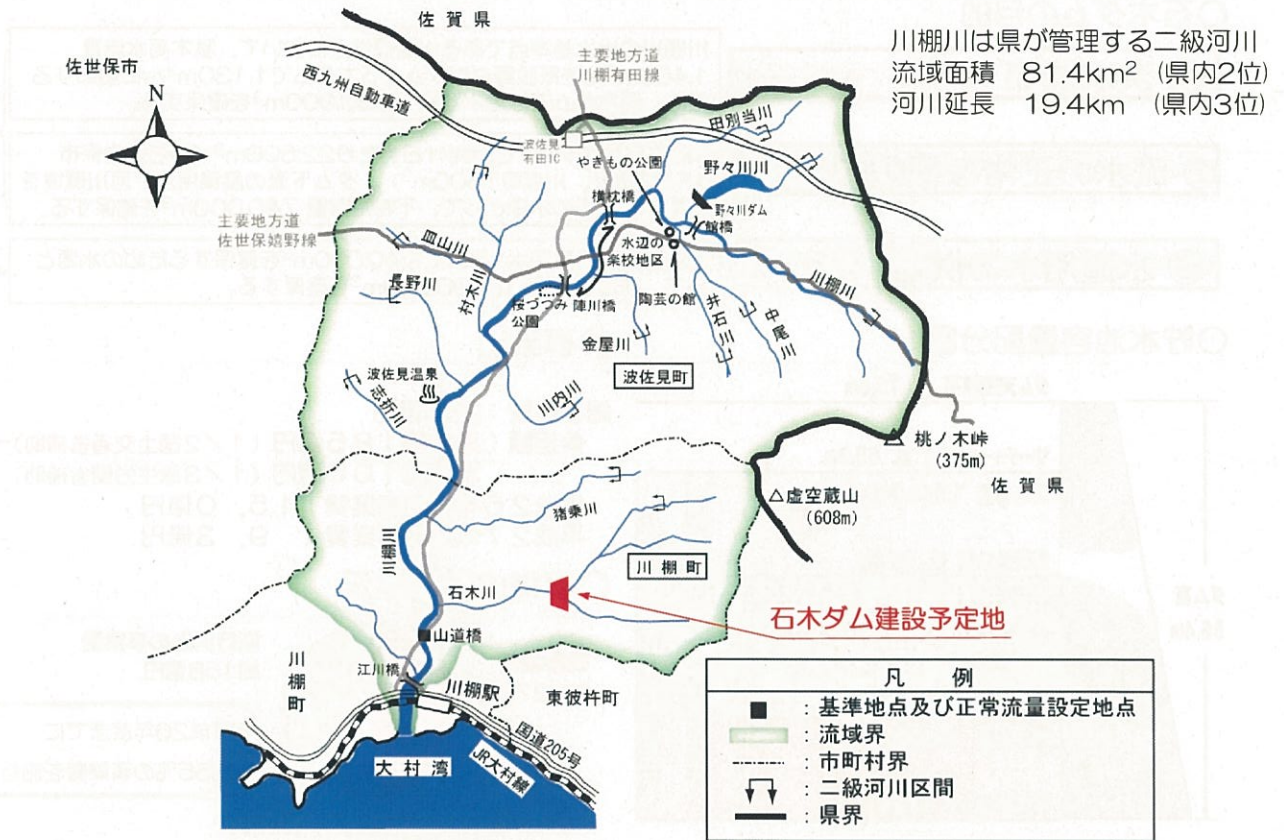 佐賀県
佐世保市
N
西九州自動車道
主要地方道
川棚有田線
川棚川は県が管理する二級河川
流域面積 81.4km² (県内2位)
河川延長 19.4km (県内3位)
田別当川
波佐見
有田IC
やきもの公園
野々川川
横枕橋
野々川ダム
館橋
主要地方道
佐世保嬉野線
皿山川
水辺の
楽校地区
川棚川
長野川
村木川
桜づつみ
公園
陣川橋
陶芸の館
井石川
中尾川
金屋川
波佐見町
波佐見温泉
志折川
川内川
桃ノ木峠
(375m)
佐賀県
虚空蔵山
(608m)
猪乗川
川棚川
川棚町
石木川
石木ダム建設予定地
山道橋
江川橋
川棚町
川棚駅
東彼杵町
国道205号
JR大村線
大村湾
凡例
: 基準地点及び正常流量設定地点
: 流域界
: 市町村界
: 二級河川区間
: 県界